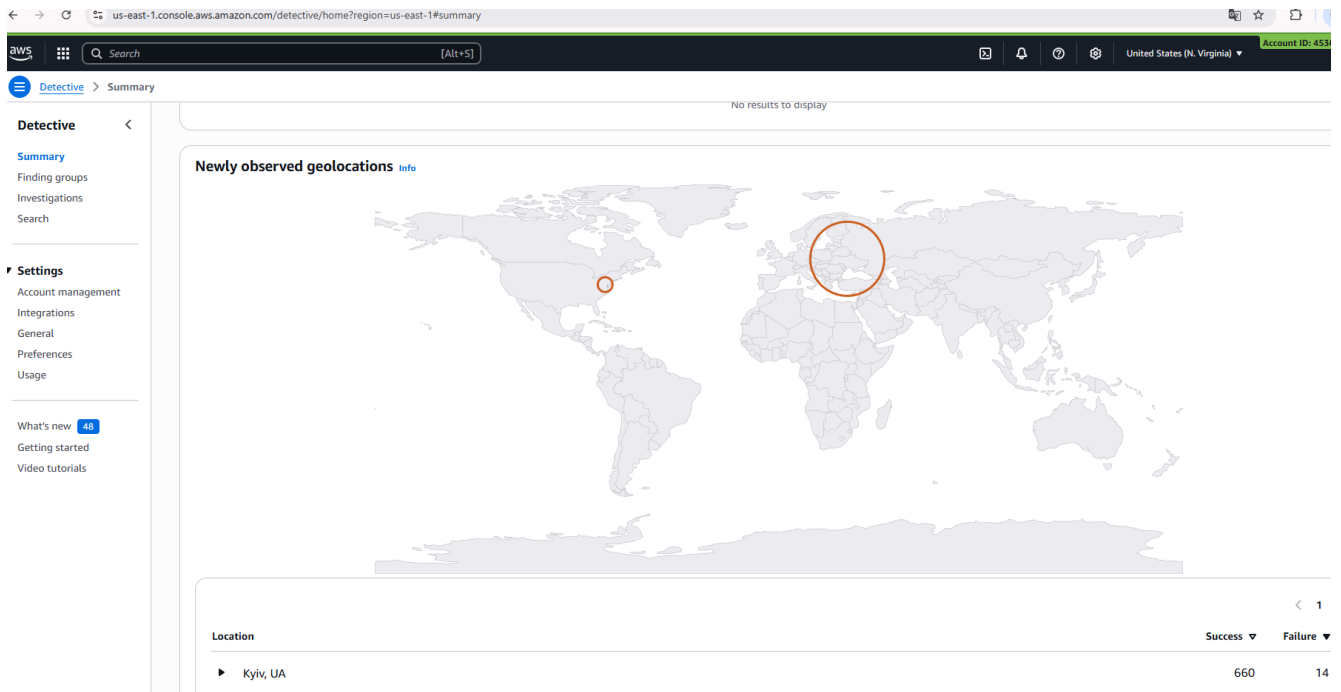 us-east-1.console.aws.amazon.com/detective/home?region=us-east-1#summary
aws
Search
[Alt+S]
United States (N. Virginia)
Account ID: 4536
Detective > Summary
No results to display
Detective
Summary
Finding groups
Investigations
Search
Settings
Account management
Integrations
General
Preferences
Usage
What's new 48
Getting started
Video tutorials
Newly observed geolocations Info
1
Location Success Failure
Kyiv, UA 660 14